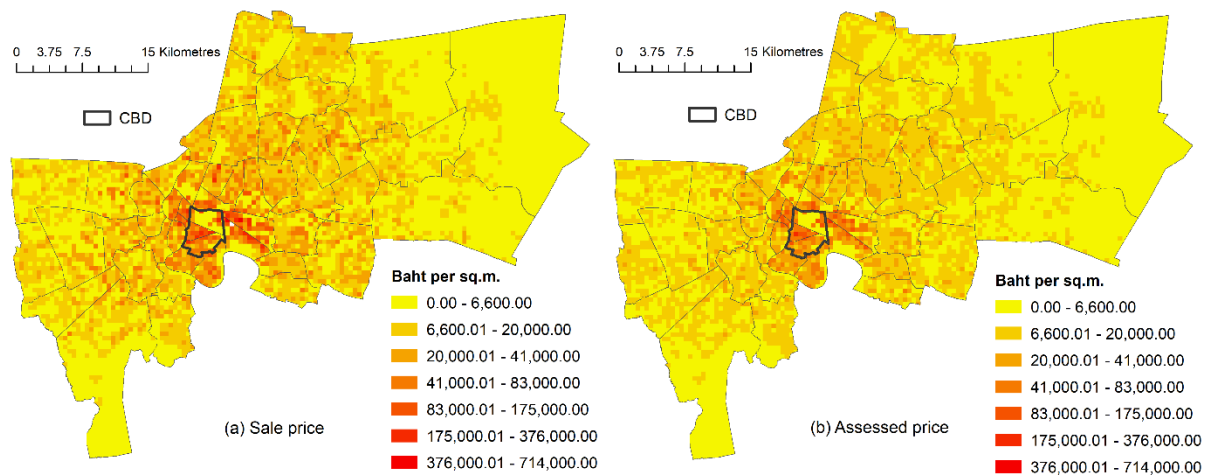 0 3.75 7.5 15 Kilometres
CBD
Baht per sq.m.
0.00 - 6,600.00
6,600.01 - 20,000.00
20,000.01 - 41,000.00
41,000.01 - 83,000.00
83,000.01 - 175,000.00
175,000.01 - 376,000.00
376,000.01 - 714,000.00
(a) Sale price
0 3.75 7.5 15 Kilometres
CBD
Baht per sq.m.
0.00 - 6,600.00
6,600.01 - 20,000.00
20,000.01 - 41,000.00
41,000.01 - 83,000.00
83,000.01 - 175,000.00
175,000.01 - 376,000.00
376,000.01 - 714,000.00
(b) Assessed price